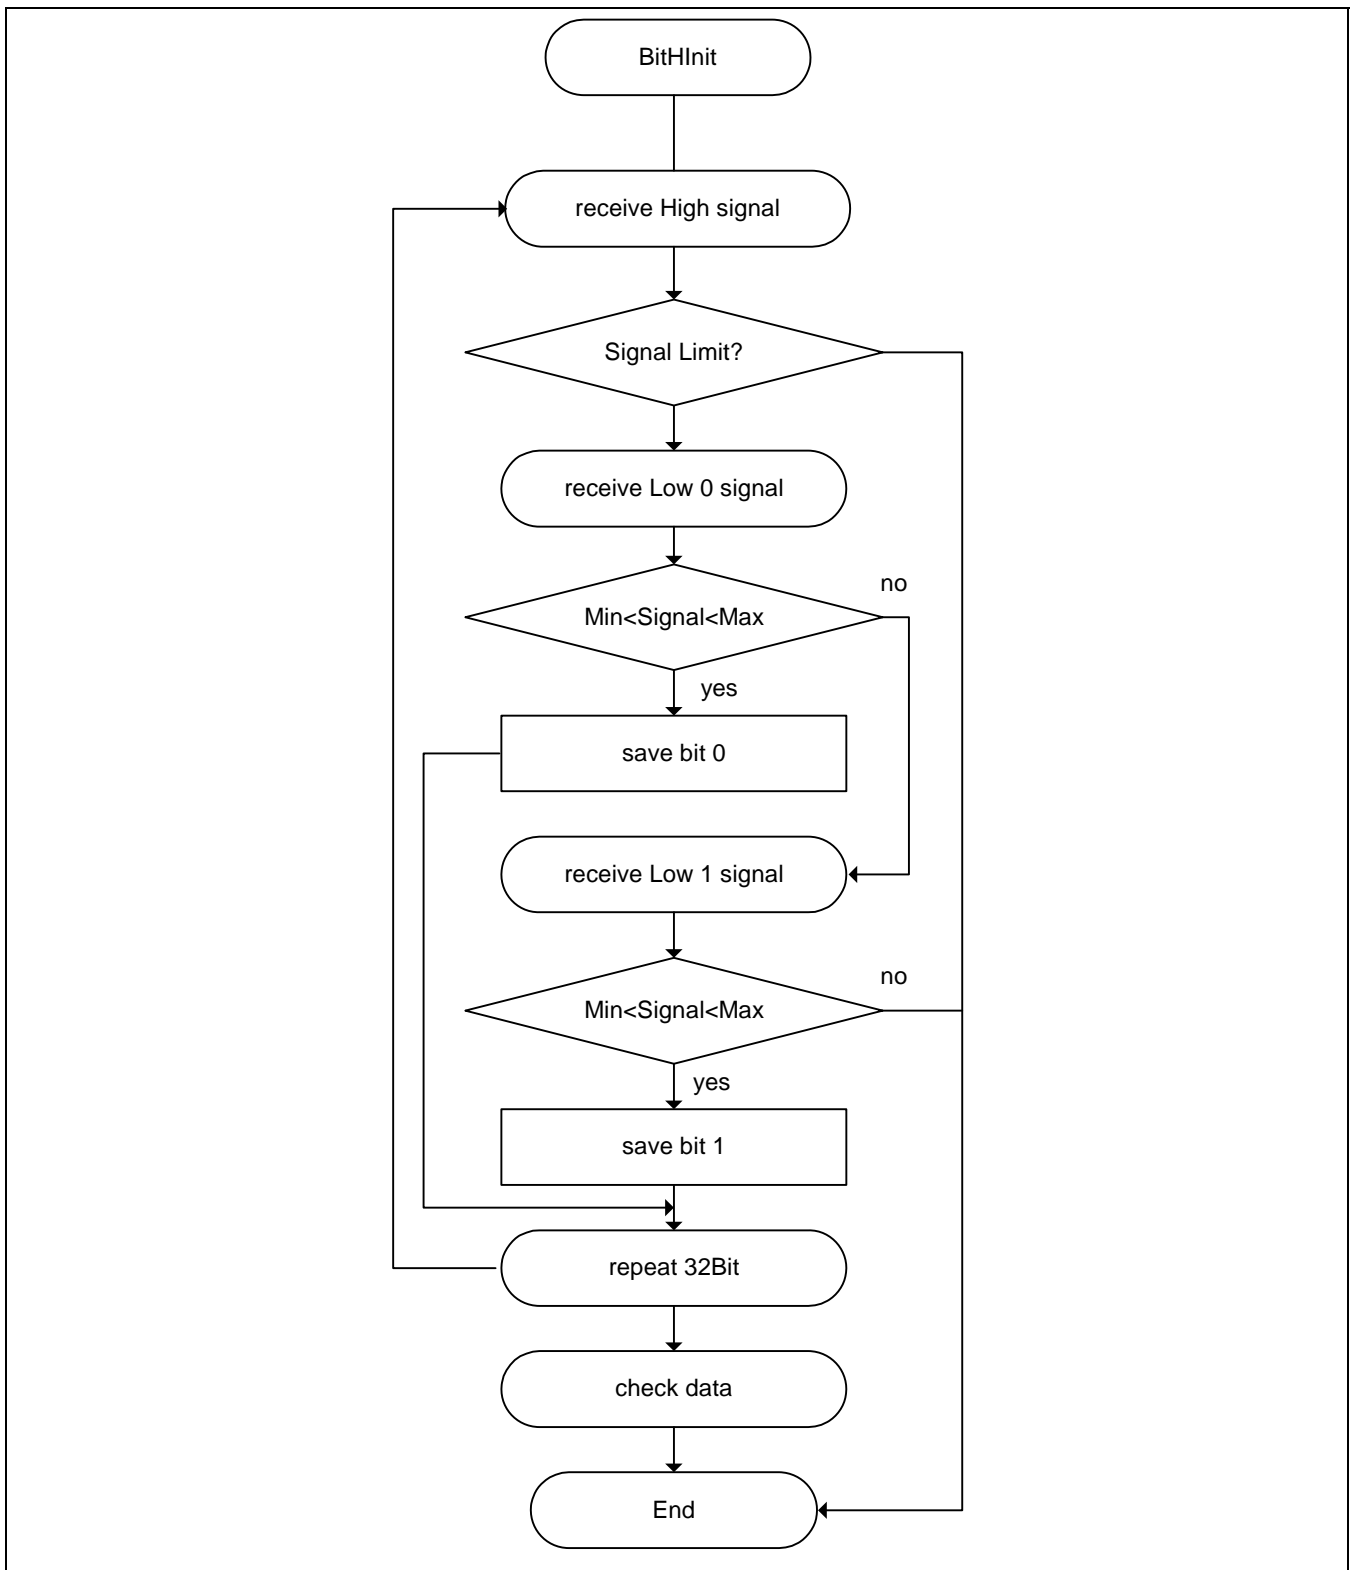 BitHInit
receive High signal
Signal Limit?
receive Low 0 signal
no
Min<Signal<Max
yes
save bit 0
receive Low 1 signal
no
Min<Signal<Max
yes
save bit 1
repeat 32Bit
check data
End